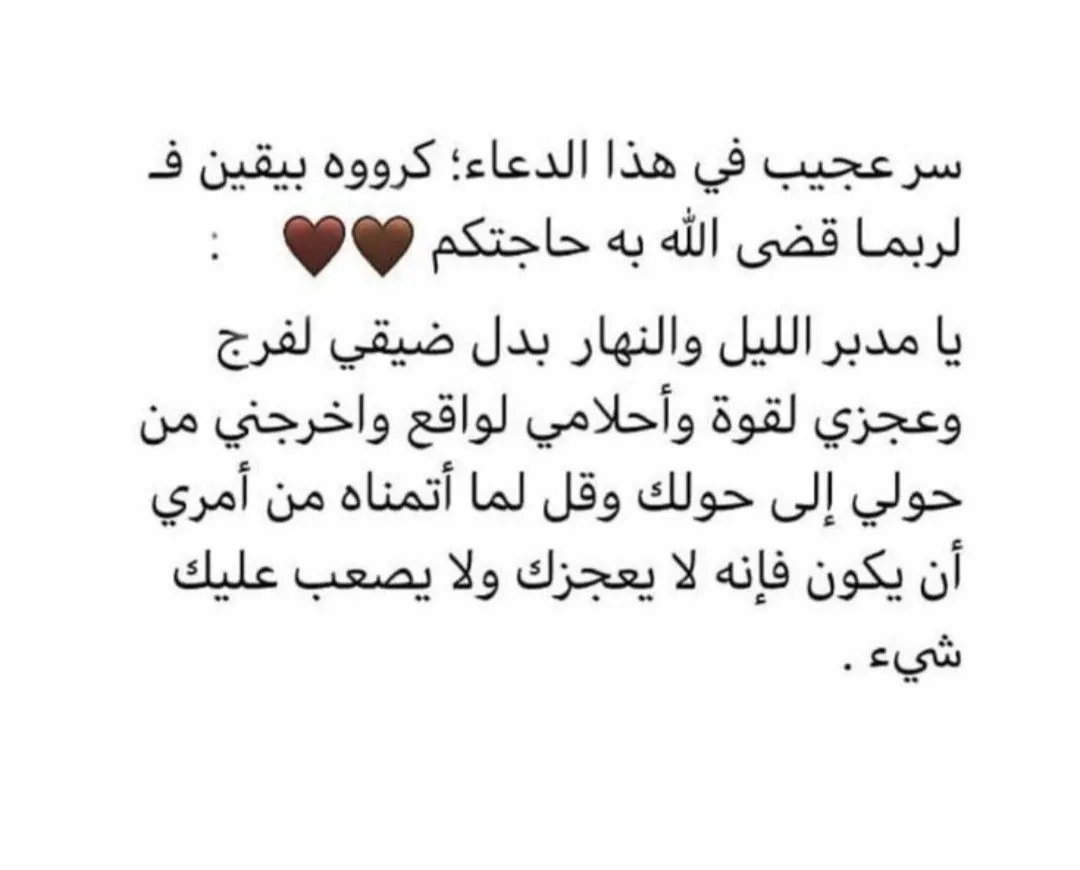 سر عجيب في هذا الدعاء؛ كرووه بيقين فـ
لربمـا قضى الله به حاجتكم 🤎🤎 :
يا مدبر الليل والنهار بدل ضيقي لفرج
وعجزي لقوة وأحلامي لواقع واخرجني من
حولي إلى حولك وقل لما أتمناه من أمري
أن يكون فإنه لا يعجزك ولا يصعب عليك
شيء .